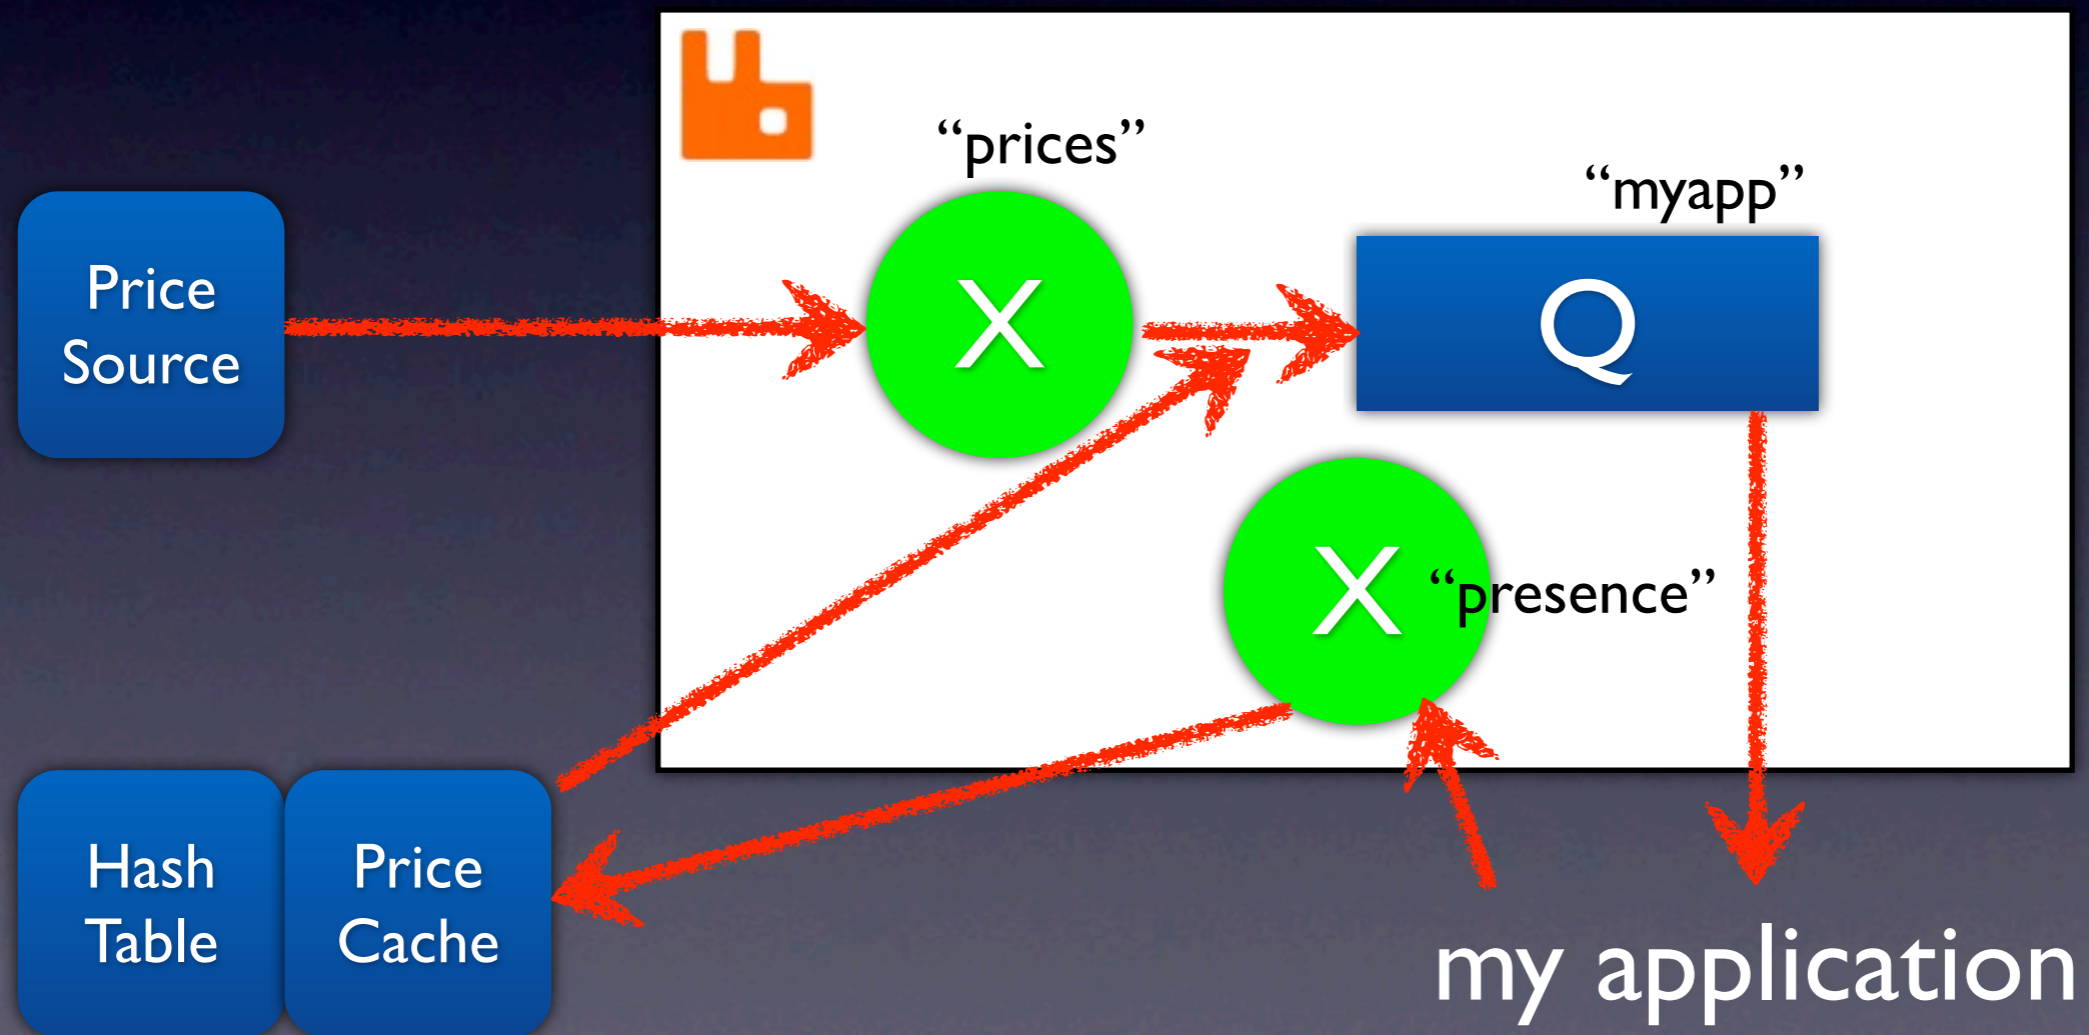 “prices”
“myapp”
Price
Source
X
Q
X
“presence”
Hash
Table
Price
Cache
my application